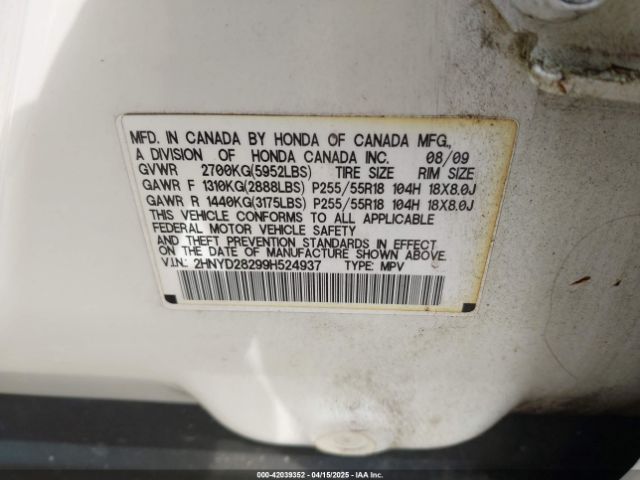 MFD. IN CANADA BY HONDA OF CANADA MFG.,
A DIVISION OF HONDA CANADA INC. 08/09
GVWR 2700KG(5952LBS) TIRE SIZE RIM SIZE
GAWR F 1310KG(2888LBS) P255/55R18 104H 18X8.0J
GAWR R 1440KG(3175LBS) P255/55R18 104H 18X8.0J
THIS VEHICLE CONFORMS TO ALL APPLICABLE
FEDERAL MOTOR VEHICLE SAFETY
AND THEFT PREVENTION STANDARDS IN EFFECT
ON THE DATE OF MANUFACTURE SHOWN ABOVE.
V.I.N.: 2HNYD28299H524937 TYPE: MPV
000-42039352 04/15/2025 - IAA Inc.